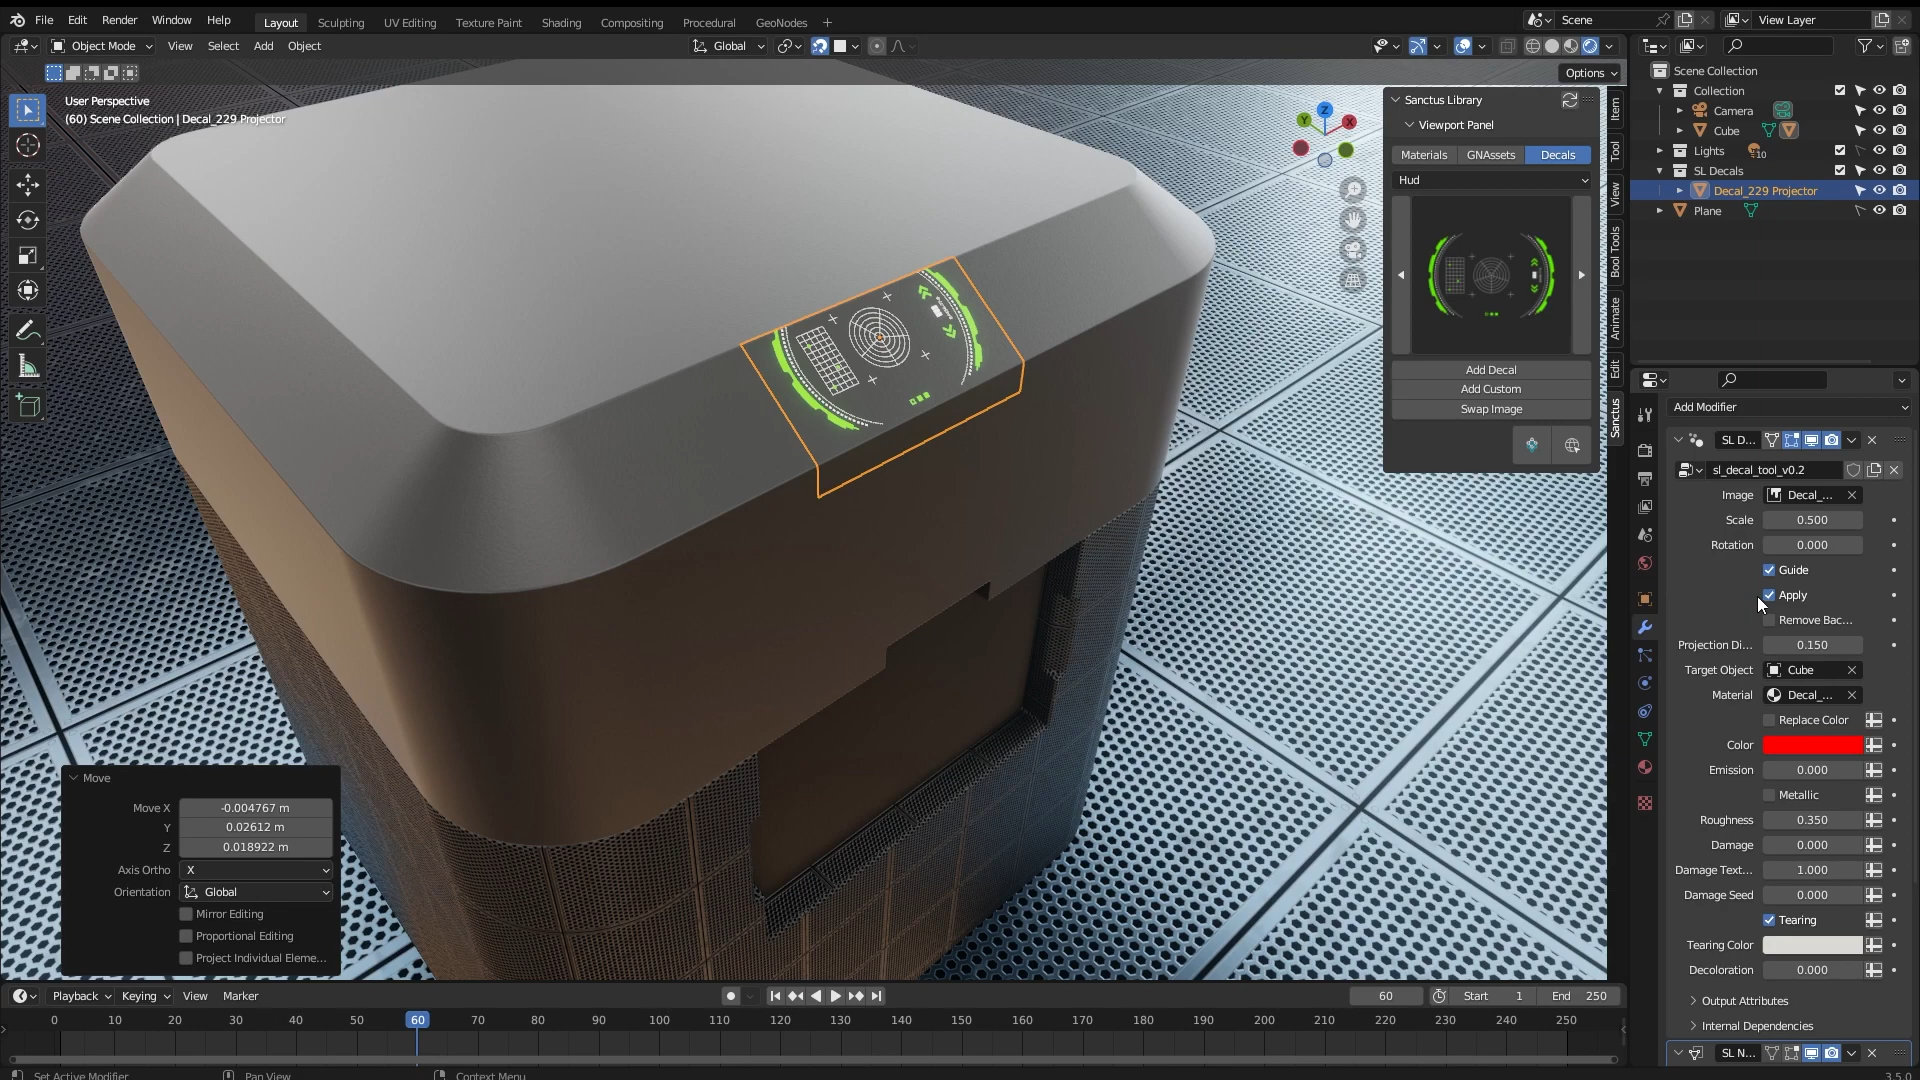 File Edit Render Window Help
Layout Sculpting UV Editing Texture Paint Shading Compositing Procedural GeoNodes +
Scene
View Layer
Object Mode View Select Add Object
Global
Options
User Perspective
(60) Scene Collection | Decal_229 Projector
Z
Y
X
Sanctus Library
Viewport Panel
Materials GNAssets Decals
Hud
Add Decal
Add Custom
Swap Image
Item
Tool
View
Bool Tools
Animate
Edit
Sanctus
Scene Collection
Collection
Camera
Cube
Lights 10
SL Decals
Decal_229 Projector
Plane
Add Modifier
SL D...
sl_decal_tool_v0.2
Image Decal_...
Scale 0.500
Rotation 0.000
Guide
Apply
Remove Bac...
Projection Di... 0.150
Target Object Cube
Material Decal_...
Replace Color
Color
Emission 0.000
Metallic
Roughness 0.350
Damage 0.000
Damage Text... 1.000
Damage Seed 0.000
Tearing
Tearing Color
Decoloration 0.000
Output Attributes
Internal Dependencies
SL N...
Move
Move X -0.004767 m
Y 0.02612 m
Z 0.018922 m
Axis Ortho X
Orientation Global
Mirror Editing
Proportional Editing
Project Individual Eleme...
Playback Keying View Marker
60 Start 1 End 250
0 10 20 30 40 50 60 70 80 90 100 110 120 130 140 150 160 170 180 190 200 210 220 230 240 250
Set Active Modifier Pan View Context Menu
3.5.0